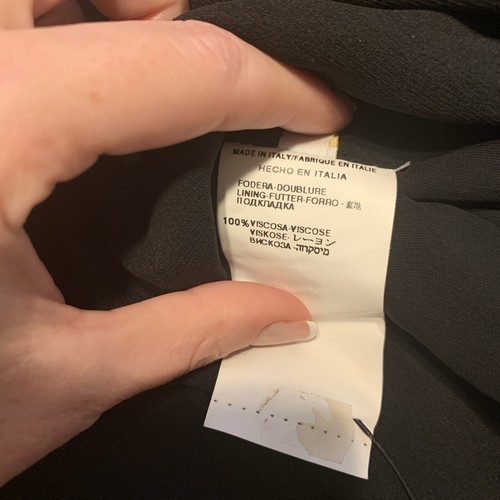 MADE IN ITALY/FABRIQUE EN ITALIE
HECHO EN ITALIA
FODERA-DOUBLURE
LINING-FUTTER-FORRO-裏地
ПОДКЛАДКА
100%VISCOSA-VISCOSE
VISKOSE-レーヨン
ВИСКОЗА-ויסקוזה